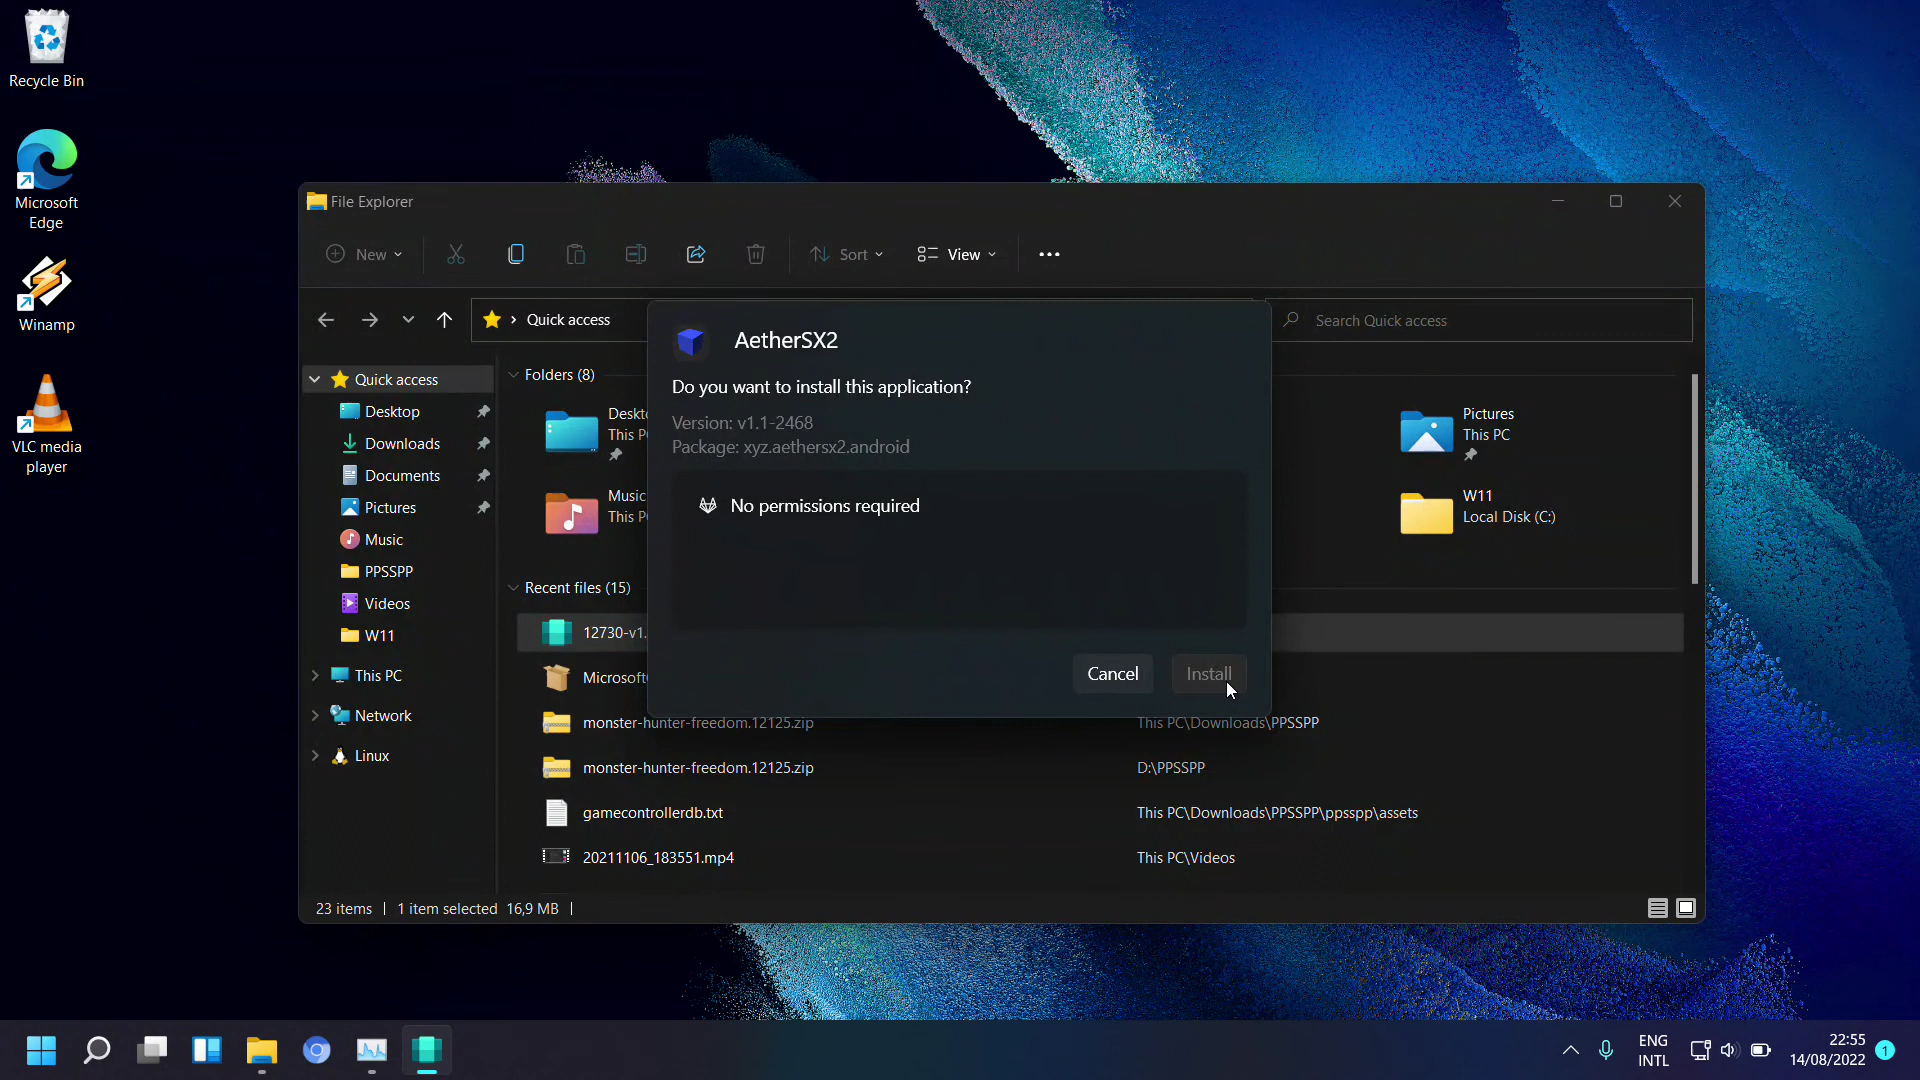 Recycle Bin
Microsoft
Edge
Winamp
VLC media
player
File Explorer
New
Sort
View
Quick access
Search Quick access
Quick access
Desktop
Downloads
Documents
Pictures
Music
PPSSPP
Videos
W11
This PC
Network
Linux
Folders (8)
Deskto
This P
Music
This P
Pictures
This PC
W11
Local Disk (C:)
Recent files (15)
12730-v1.
Microsoft
monster-hunter-freedom.12125.zip
This PC\Downloads\PPSSPP
monster-hunter-freedom.12125.zip
D:\PPSSPP
gamecontrollerdb.txt
This PC\Downloads\PPSSPP\ppsspp\assets
20211106_183551.mp4
This PC\Videos
23 items
1 item selected 16,9 MB
AetherSX2
Do you want to install this application?
Version: v1.1-2468
Package: xyz.aethersx2.android
No permissions required
Cancel
Install
ENG
INTL
22:55
14/08/2022
1